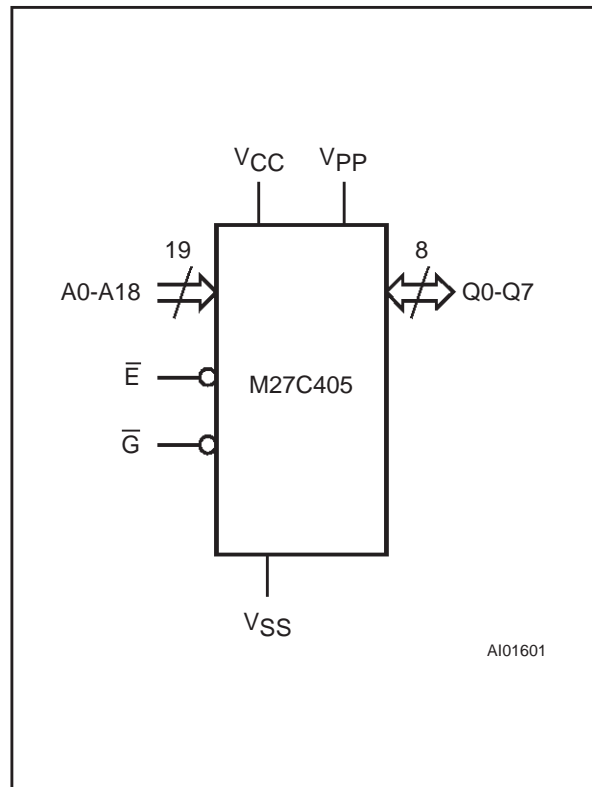 VCC VPP
19 8
A0-A18 Q0-Q7
E̅
M27C405
G̅
VSS
AI01601